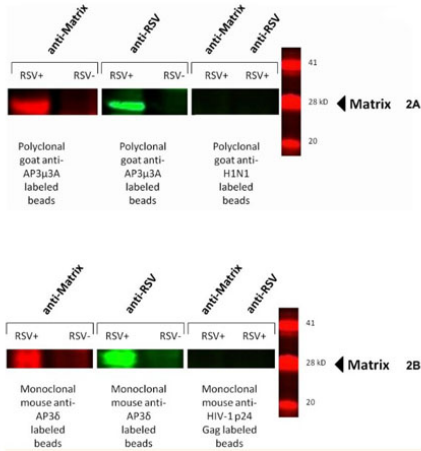 anti-Matrix anti-RSV anti-Matrix anti-RSV
RSV+ RSV- RSV+ RSV- RSV+ RSV+
41
28 kD
20
Matrix 2A
Polyclonal goat anti- AP3μ3A labeled beads
Polyclonal goat anti- AP3μ3A labeled beads
Polyclonal goat anti- H1N1 labeled beads
anti-Matrix anti-RSV anti-Matrix anti-RSV
RSV+ RSV- RSV+ RSV- RSV+ RSV+
41
28 kD
20
Matrix 2B
Monoclonal mouse anti- AP3δ labeled beads
Monoclonal mouse anti- AP3δ labeled beads
Monoclonal mouse anti- HIV-1 p24 Gag labeled beads